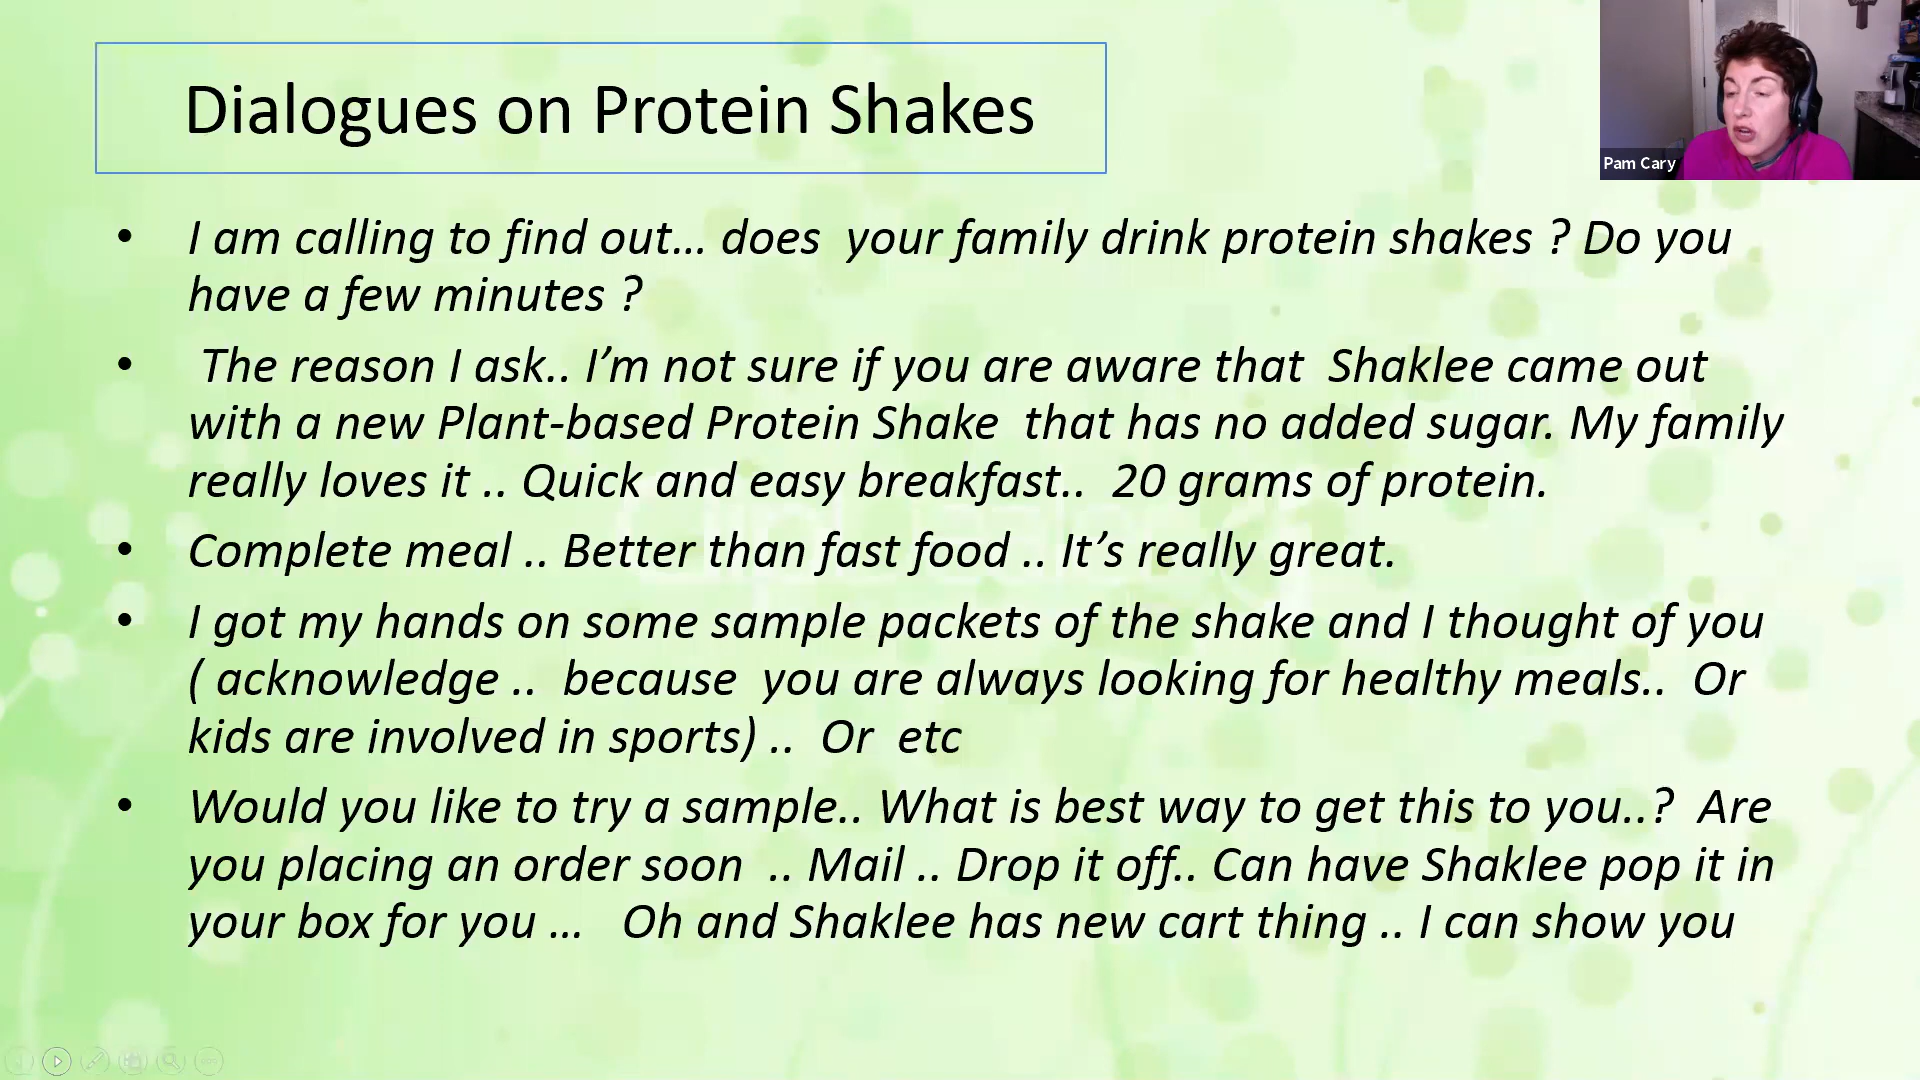 Dialogues on Protein Shakes
Pam Cary
• I am calling to find out... does your family drink protein shakes ? Do you
have a few minutes ?
• The reason I ask.. I’m not sure if you are aware that Shaklee came out
with a new Plant-based Protein Shake that has no added sugar. My family
really loves it .. Quick and easy breakfast.. 20 grams of protein.
• Complete meal .. Better than fast food .. It’s really great.
• I got my hands on some sample packets of the shake and I thought of you
( acknowledge .. because you are always looking for healthy meals.. Or
kids are involved in sports) .. Or etc
• Would you like to try a sample.. What is best way to get this to you..? Are
you placing an order soon .. Mail .. Drop it off.. Can have Shaklee pop it in
your box for you ... Oh and Shaklee has new cart thing .. I can show you